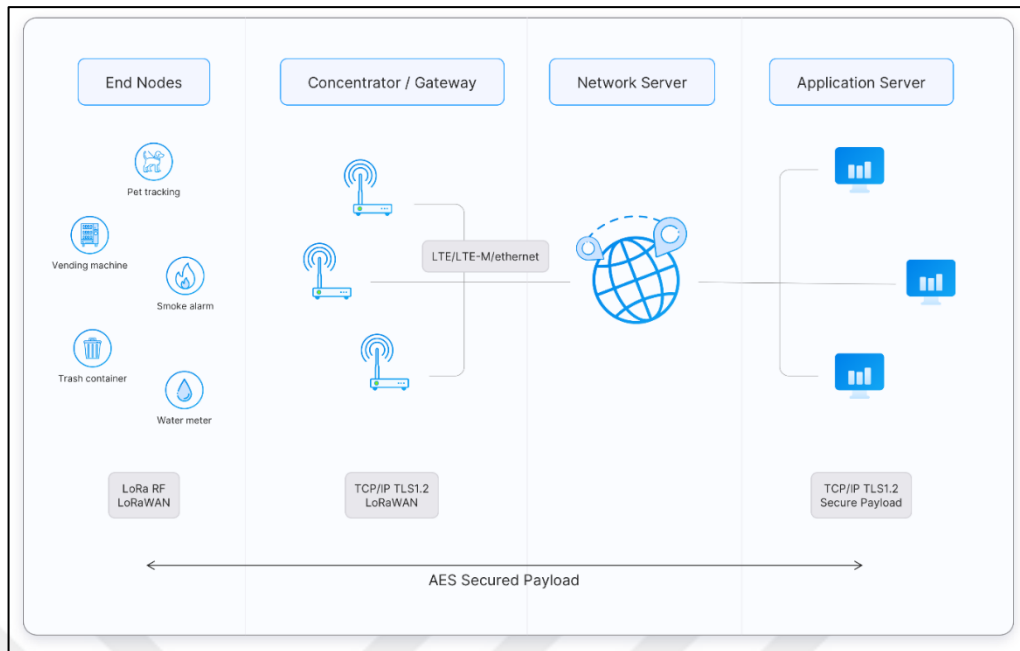 End Nodes
Concentrator / Gateway
Network Server
Application Server
Pet tracking
Vending machine
Smoke alarm
Trash container
Water meter
LTE/LTE-M/ethernet
LoRa RF
LoRaWAN
TCP/IP TLS1.2
LoRaWAN
TCP/IP TLS1.2
Secure Payload
AES Secured Payload